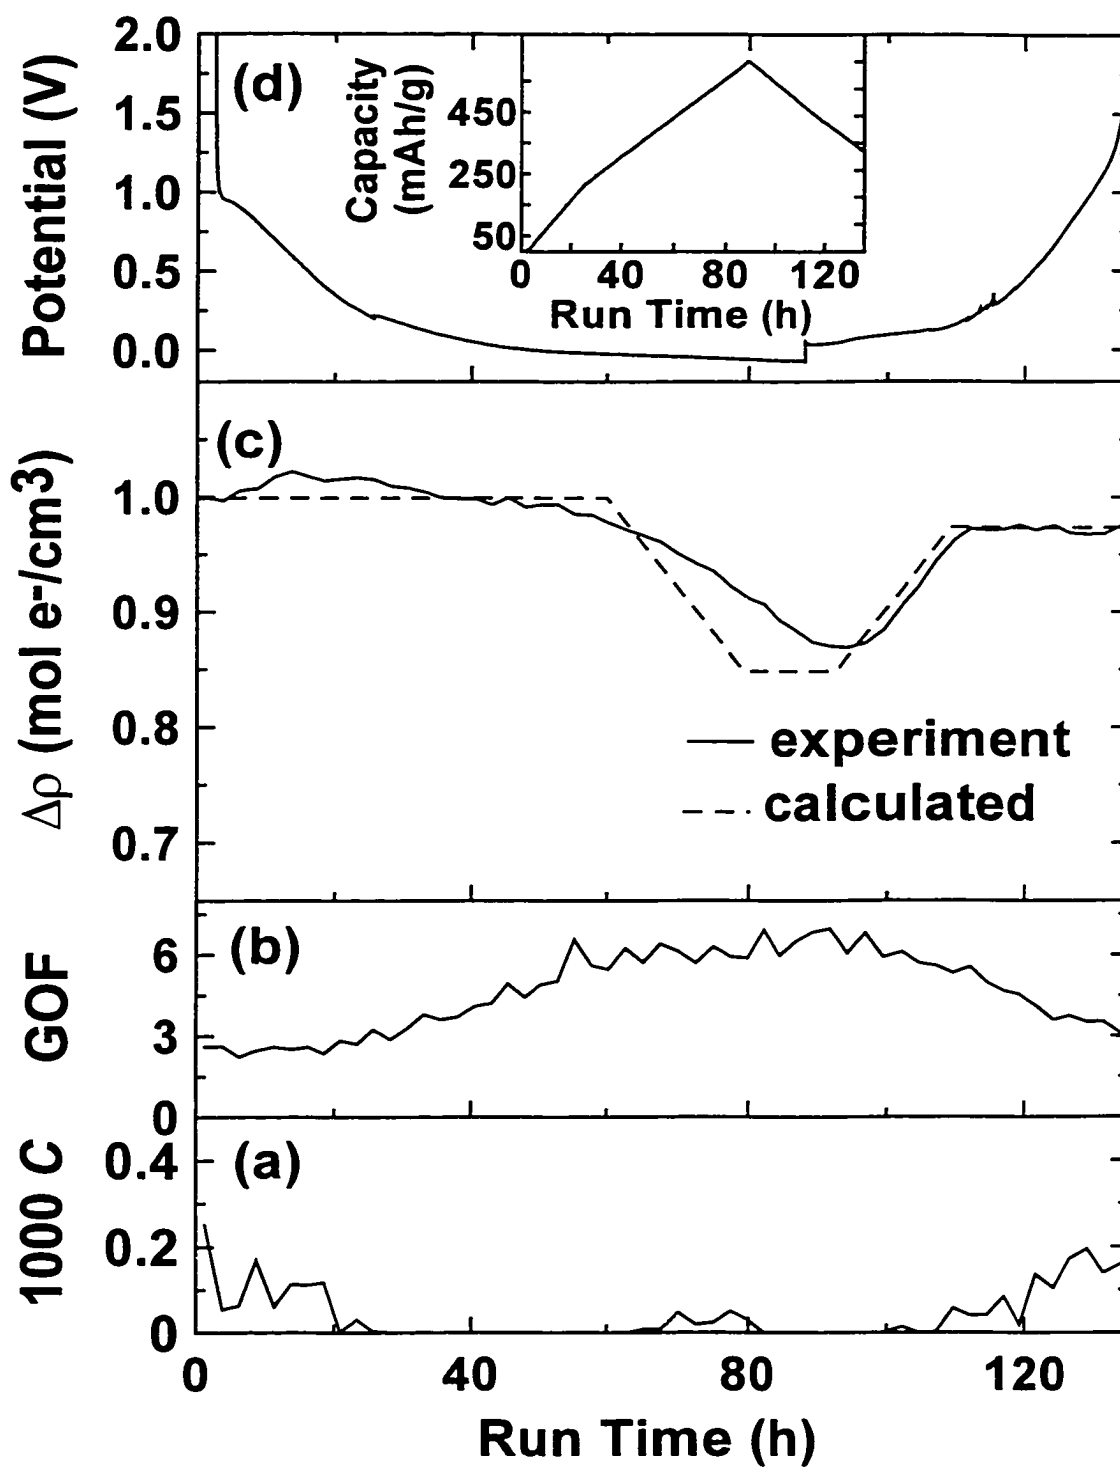 2.0
1.5
1.0
0.5
0.0
Potential (V)
(d)
Capacity
(mAh/g)
450
250
50
0 40 80 120
Run Time (h)
(c)
1.0
0.9
0.8
0.7
Δρ (mol e-/cm3)
experiment
calculated
(b)
6
3
0
GOF
(a)
0.4
0.2
0
1000 C
0 40 80 120
Run Time (h)